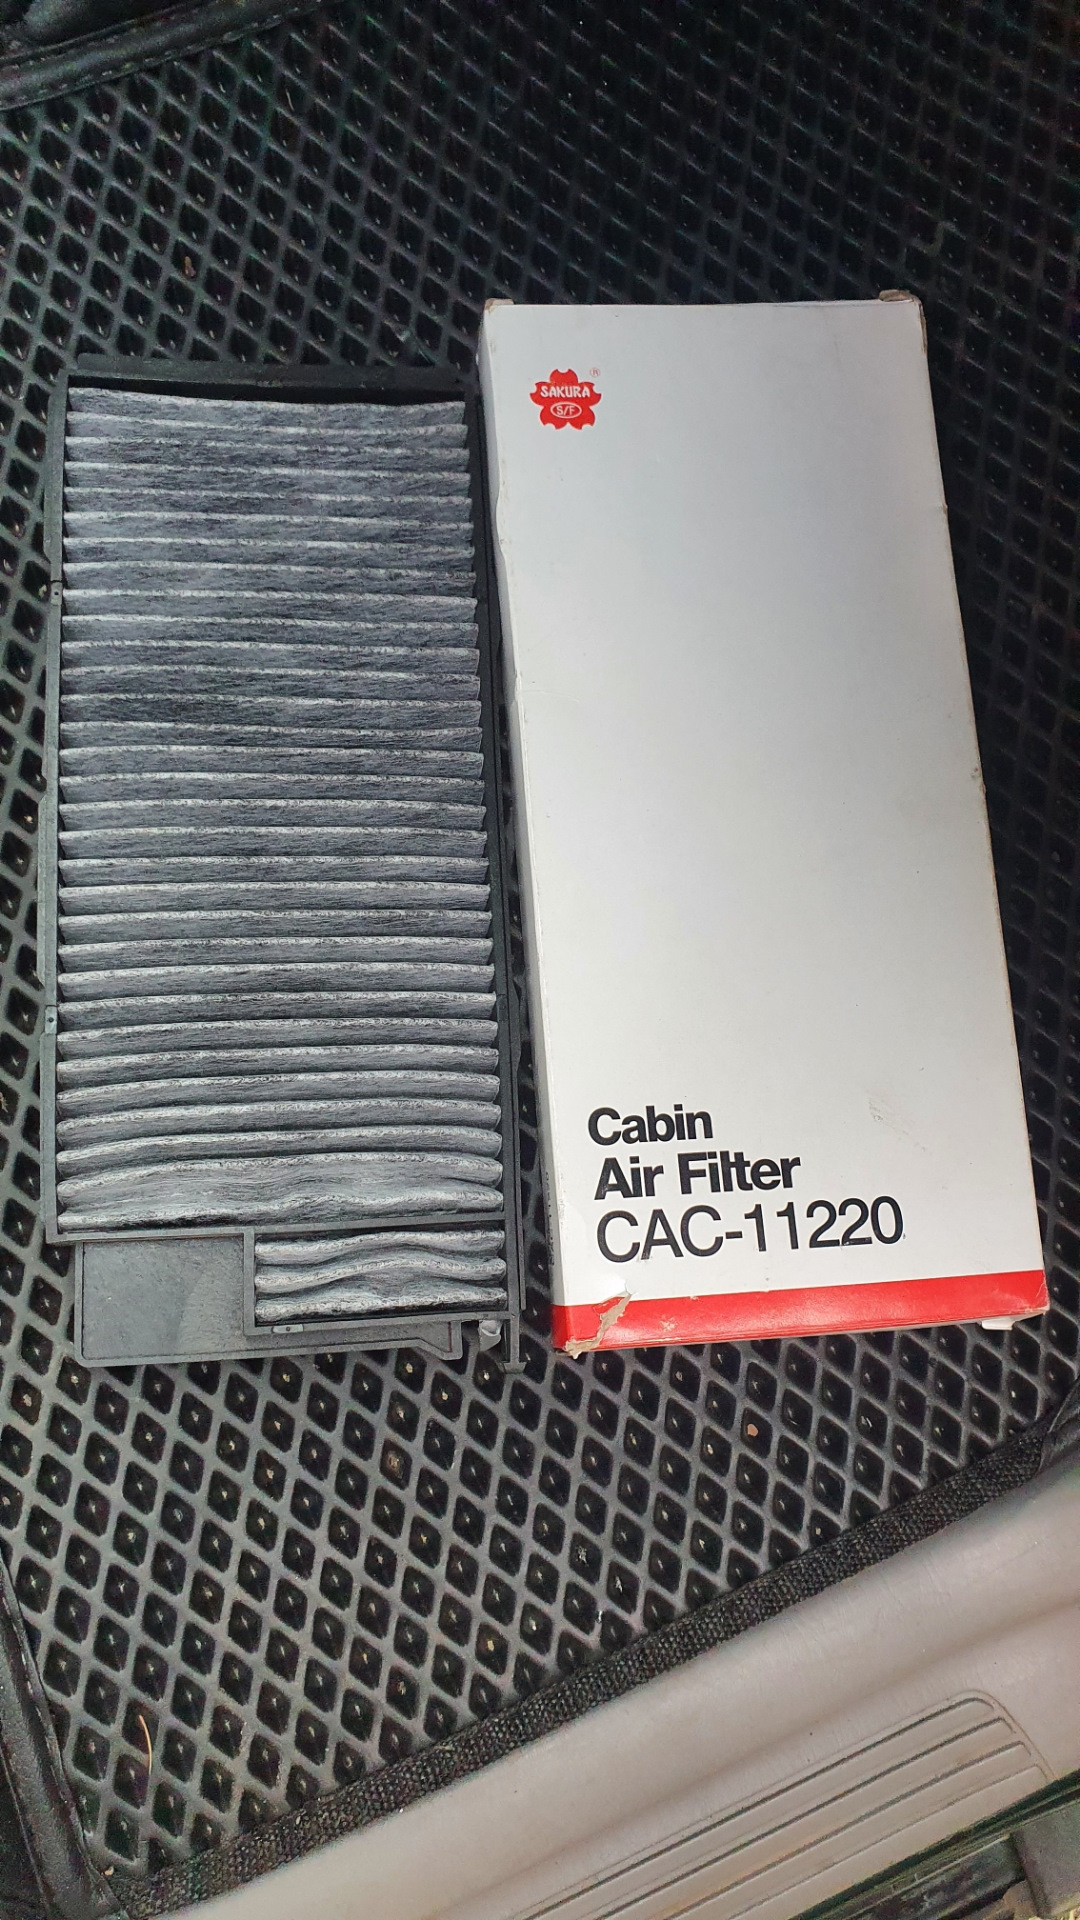 SAKURA
S/F
®
Cabin
Air Filter
CAC-11220